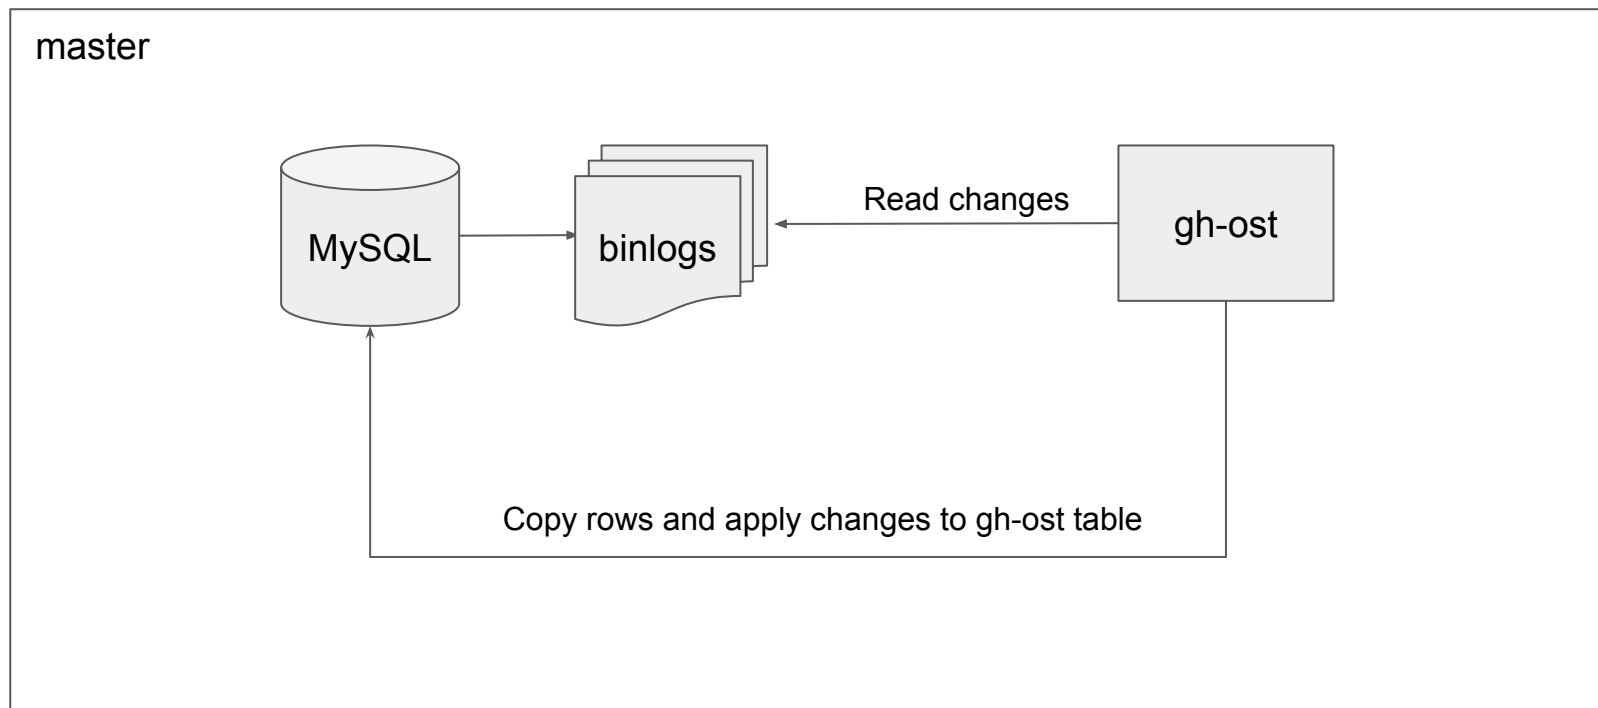 master
MySQL
binlogs
Read changes
gh-ost
Copy rows and apply changes to gh-ost table